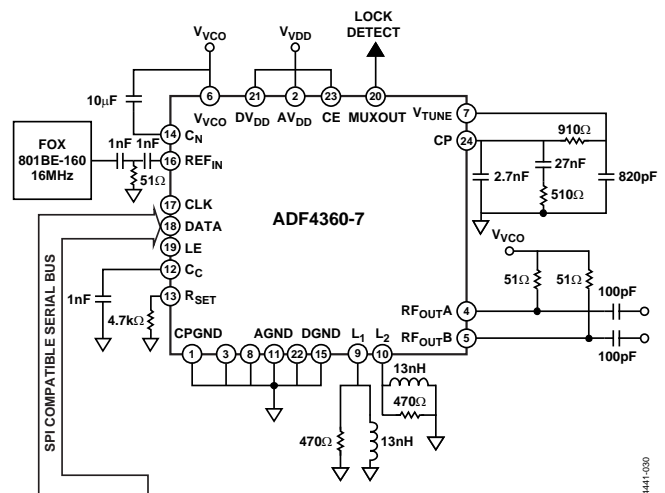 LOCK
DETECT
VVCO
VDD
10µF
6
21
2
23
20
VVCO
DVDD
AVDD
CE
MUXOUT
VTUNE
7
14
CN
CP
24
910Ω
FOX
801BE-160
16MHz
1nF
1nF
16
REFIN
51Ω
2.7nF
27nF
510Ω
820pF
17
CLK
18
DATA
19
LE
ADF4360-7
12
CC
13
RSET
1nF
4.7kΩ
SPI COMPATIBLE SERIAL BUS
VVCO
51Ω
51Ω
RFOUTA
4
100pF
RFOUTB
5
100pF
CPGND
AGND
DGND
L1
L2
1
3
8
11
22
15
9
10
13nH
470Ω
470Ω
13nH
4441-030